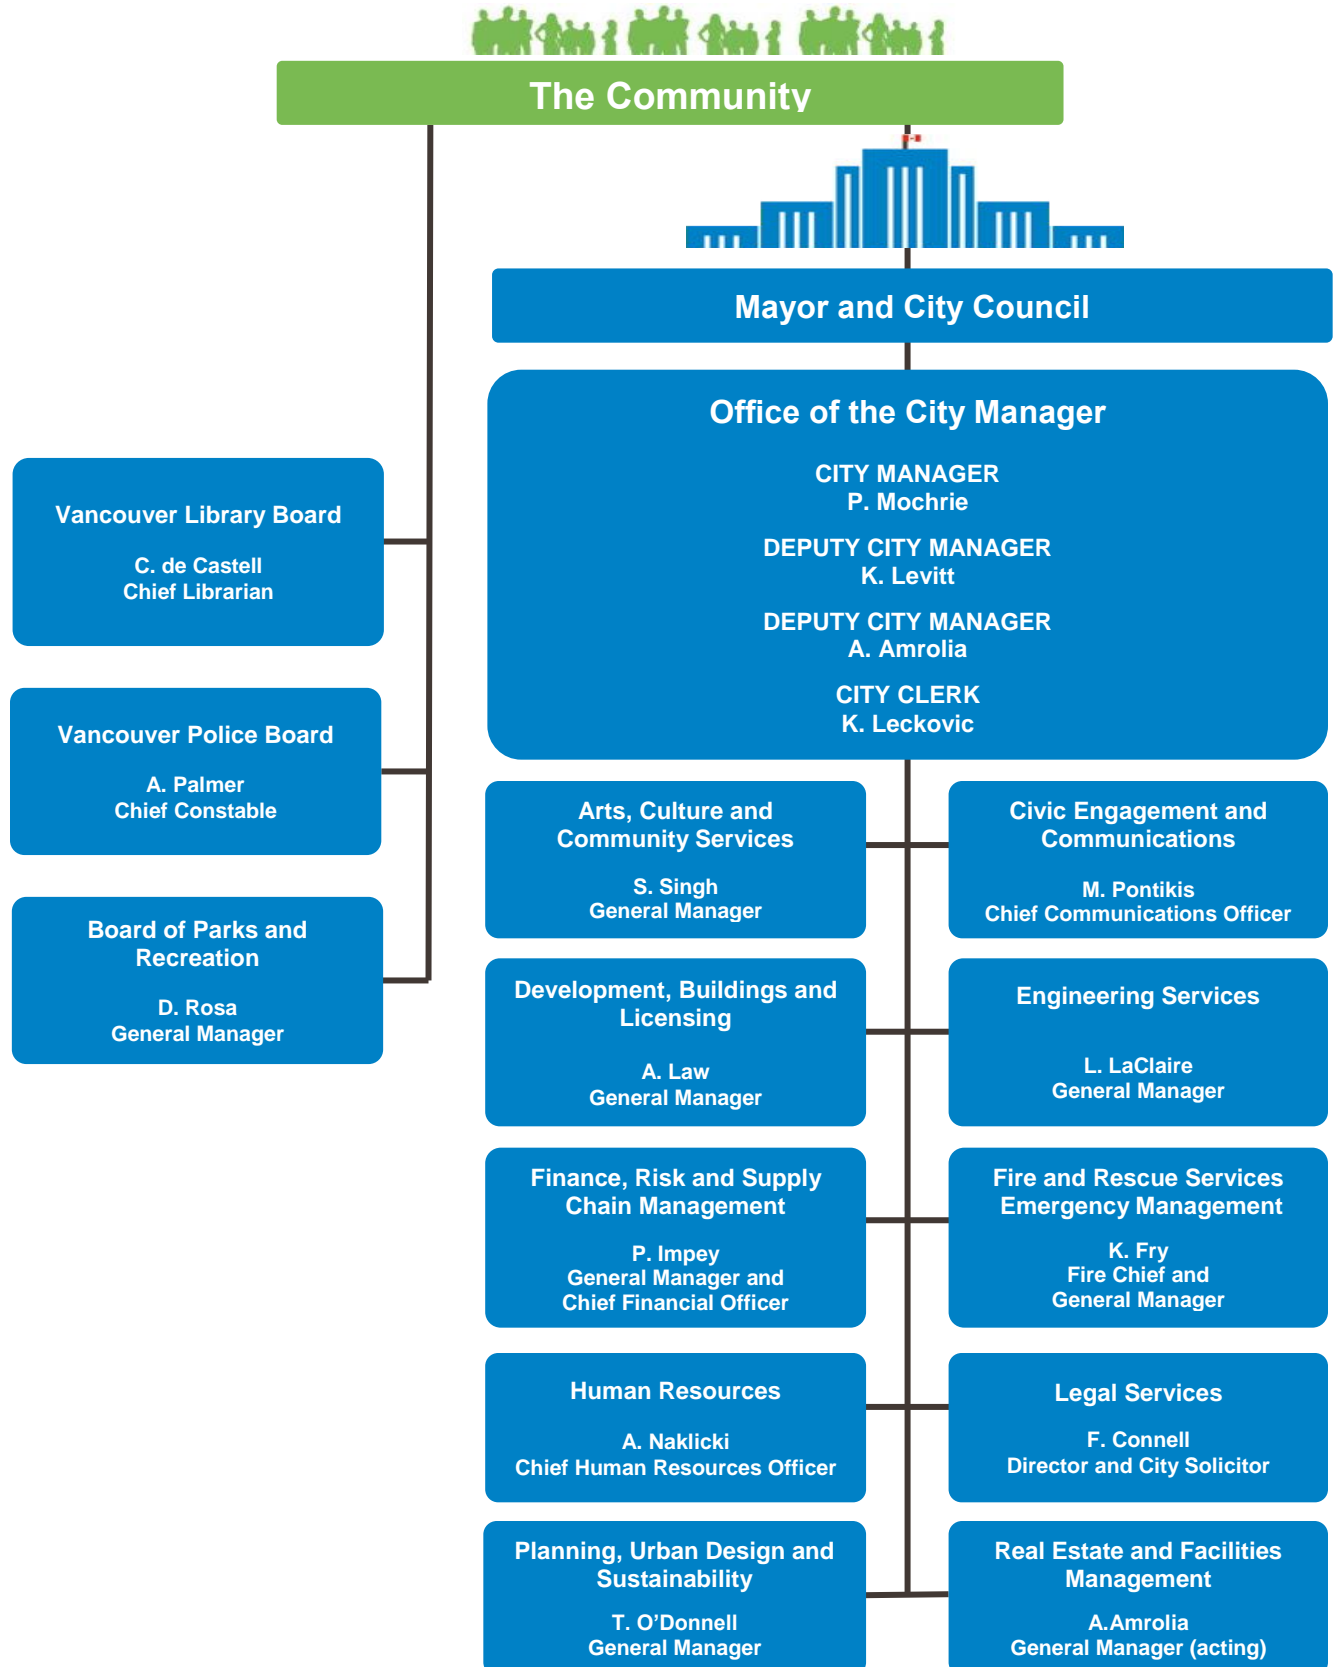 The Community
Mayor and City Council
Office of the City Manager
CITY MANAGER
P. Mochrie
DEPUTY CITY MANAGER
K. Levitt
DEPUTY CITY MANAGER
A. Amrolia
CITY CLERK
K. Leckovic
Vancouver Library Board
C. de Castell
Chief Librarian
Vancouver Police Board
A. Palmer
Chief Constable
Board of Parks and
Recreation
D. Rosa
General Manager
Arts, Culture and
Community Services
S. Singh
General Manager
Civic Engagement and
Communications
M. Pontikis
Chief Communications Officer
Development, Buildings and
Licensing
A. Law
General Manager
Engineering Services
L. LaClaire
General Manager
Finance, Risk and Supply
Chain Management
P. Impey
General Manager and
Chief Financial Officer
Fire and Rescue Services
Emergency Management
K. Fry
Fire Chief and
General Manager
Human Resources
A. Naklicki
Chief Human Resources Officer
Legal Services
F. Connell
Director and City Solicitor
Planning, Urban Design and
Sustainability
T. O’Donnell
General Manager
Real Estate and Facilities
Management
A.Amrolia
General Manager (acting)